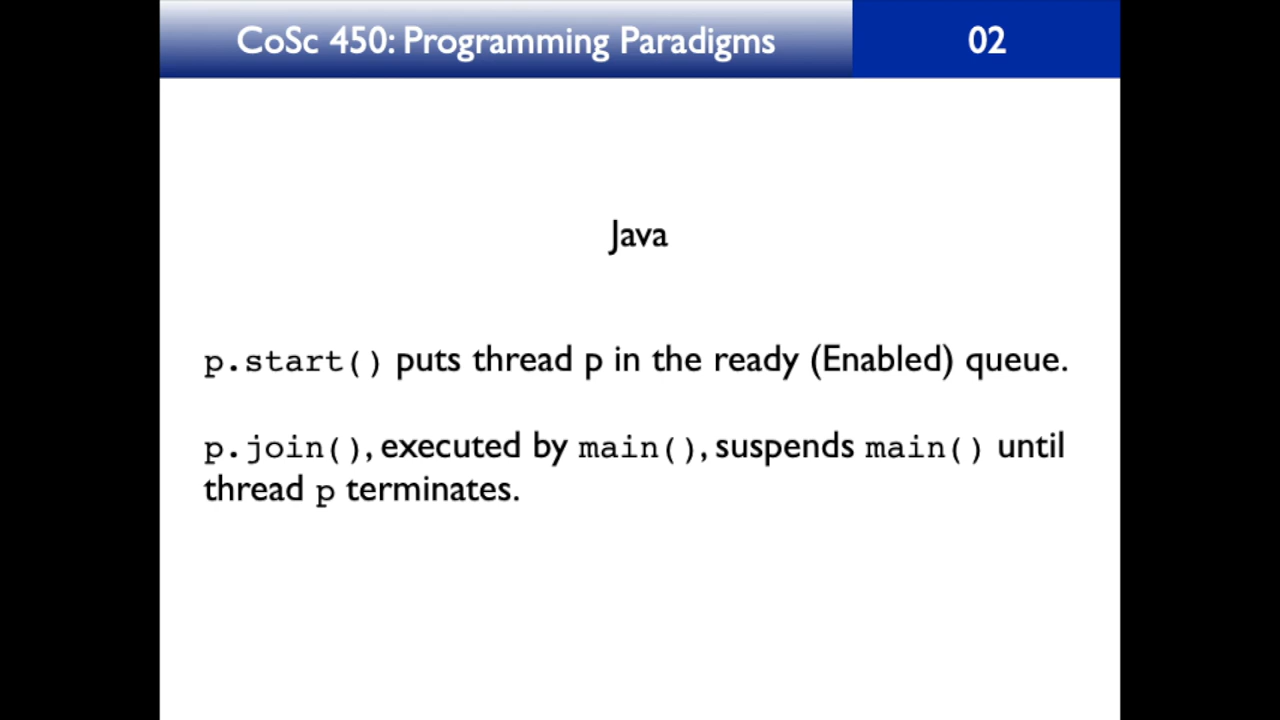 CoSc 450: Programming Paradigms
02
Java
p.start() puts thread p in the ready (Enabled) queue.
p.join(), executed by main(), suspends main() until
thread p terminates.